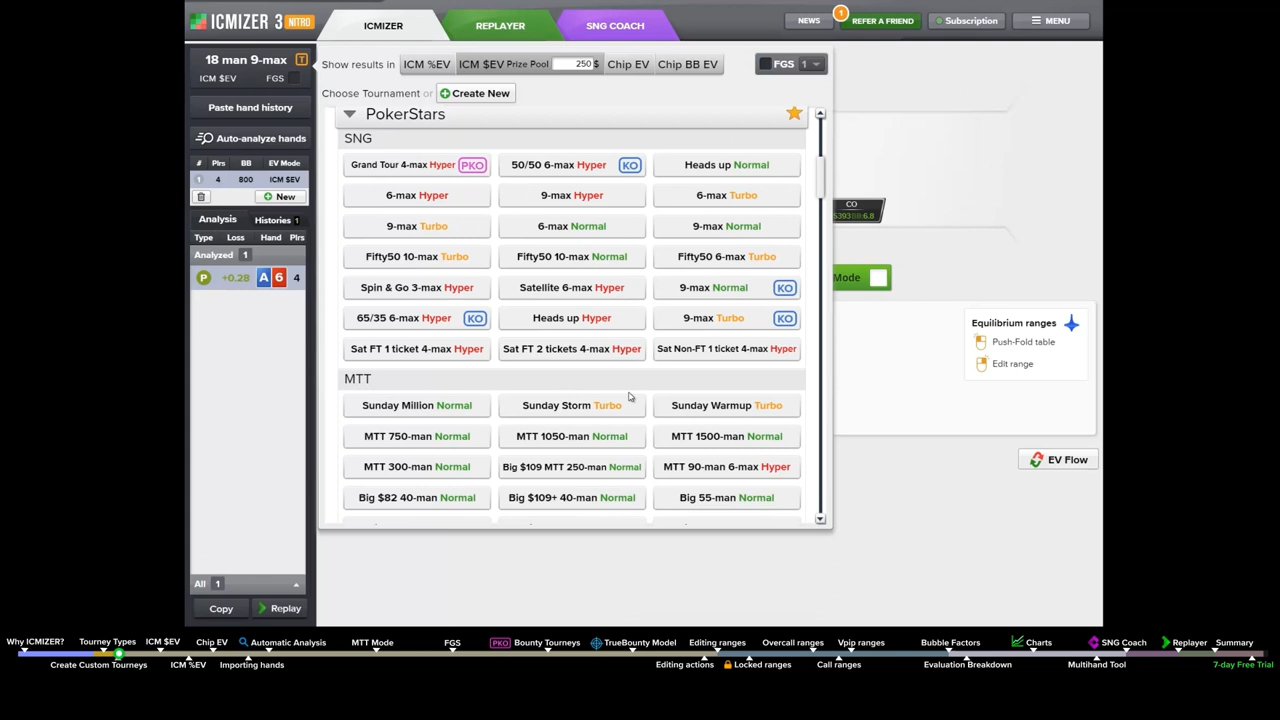 ICMIZER 3 NITRO
ICMIZER
REPLAYER
SNG COACH
NEWS
1
REFER A FRIEND
Subscription
MENU
18 man 9-max T
ICM $EV FGS
Paste hand history
Auto-analyze hands
# Plrs BB EV Mode
1 4 800 ICM $EV
New
Analysis Histories 1
Type Loss Hand Plrs
Analyzed 1
P +0.28 A 6 4
All 1
Copy Replay
Show results in ICM %EV ICM $EV Prize Pool 250 $ Chip EV Chip BB EV FGS 1
Choose Tournament or Create New
PokerStars
SNG
Grand Tour 4-max Hyper PKO 50/50 6-max Hyper KO Heads up Normal
6-max Hyper 9-max Hyper 6-max Turbo
9-max Turbo 6-max Normal 9-max Normal
Fifty50 10-max Turbo Fifty50 10-max Normal Fifty50 6-max Turbo
Spin & Go 3-max Hyper Satellite 6-max Hyper 9-max Normal KO
65/35 6-max Hyper KO Heads up Hyper 9-max Turbo KO
Sat FT 1 ticket 4-max Hyper Sat FT 2 tickets 4-max Hyper Sat Non-FT 1 ticket 4-max Hyper
MTT
Sunday Million Normal Sunday Storm Turbo Sunday Warmup Turbo
MTT 750-man Normal MTT 1050-man Normal MTT 1500-man Normal
MTT 300-man Normal Big $109 MTT 250-man Normal MTT 90-man 6-max Hyper
Big $82 40-man Normal Big $109+ 40-man Normal Big 55-man Normal
CO
Mode
Equilibrium ranges
Push-Fold table
Edit range
EV Flow
Why ICMIZER? Tourney Types ICM $EV Chip EV Automatic Analysis MTT Mode FGS PKO Bounty Tourneys TrueBounty Model Editing ranges Overcall ranges Vpip ranges Bubble Factors Charts SNG Coach Replayer Summary
Create Custom Tourneys ICM %EV Importing hands Editing actions Locked ranges Call ranges Evaluation Breakdown Multihand Tool 7-day Free Trial